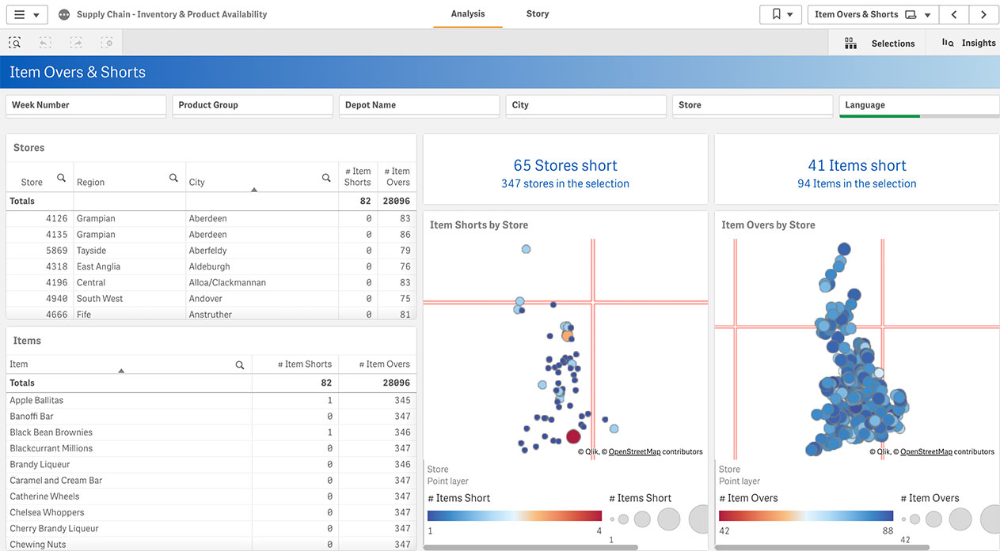 Supply Chain - Inventory & Product Availability
Analysis
Story
Item Overs & Shorts
Selections
Insights
Item Overs & Shorts
Week Number
Product Group
Depot Name
City
Store
Language
Stores
Store Region City # Item Shorts # Item Overs
Totals 82 28096
4126 Grampian Aberdeen 0 83
4135 Grampian Aberdeen 0 86
5869 Tayside Aberfeldy 0 79
4318 East Anglia Aldeburgh 0 76
4196 Central Alloa/Clackmannan 0 83
4940 South West Andover 0 75
4666 Fife Anstruther 0 81
Items
Item # Item Shorts # Item Overs
Totals 82 28096
Apple Ballitas 1 345
Banoffi Bar 0 347
Black Bean Brownies 1 346
Blackcurrant Millions 0 347
Brandy Liqueur 0 346
Caramel and Cream Bar 0 347
Catherine Wheels 0 347
Chelsea Whoppers 0 347
Cherry Brandy Liqueur 0 347
Chewing Nuts 0 347
65 Stores short
347 stores in the selection
41 Items short
94 Items in the selection
Item Shorts by Store
© Qlik, © OpenStreetMap contributors
Store
Point layer
# Items Short
1 4
# Items Short
1
Item Overs by Store
© Qlik, © OpenStreetMap contributors
Store
Point layer
# Item Overs
42 88
# Item Overs
42